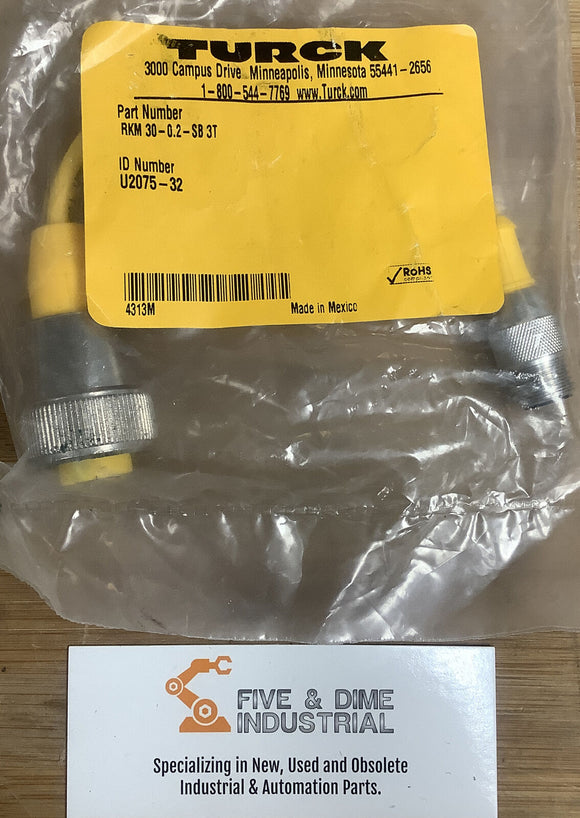 TURCK
3000 Campus Drive Minneapolis, Minnesota 55441-2656
1-800-544-7769 www.Turck.com
Part Number
RKM 30-0.2-SB 3T
ID Number
U2075-32
RoHS
compliant
4313M
Made in Mexico
FIVE & DIME
INDUSTRIAL
Specializing in New, Used and Obsolete
Industrial & Automation Parts.